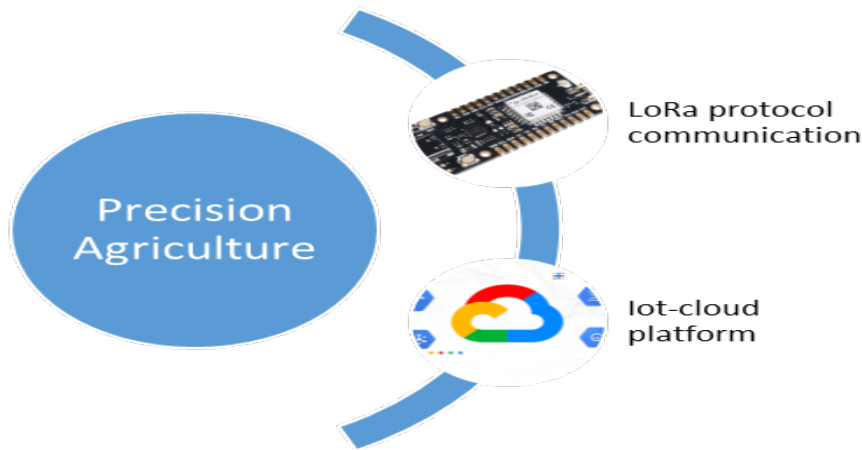 Precision
Agriculture
LoRa protocol
communication
Iot-cloud
platform